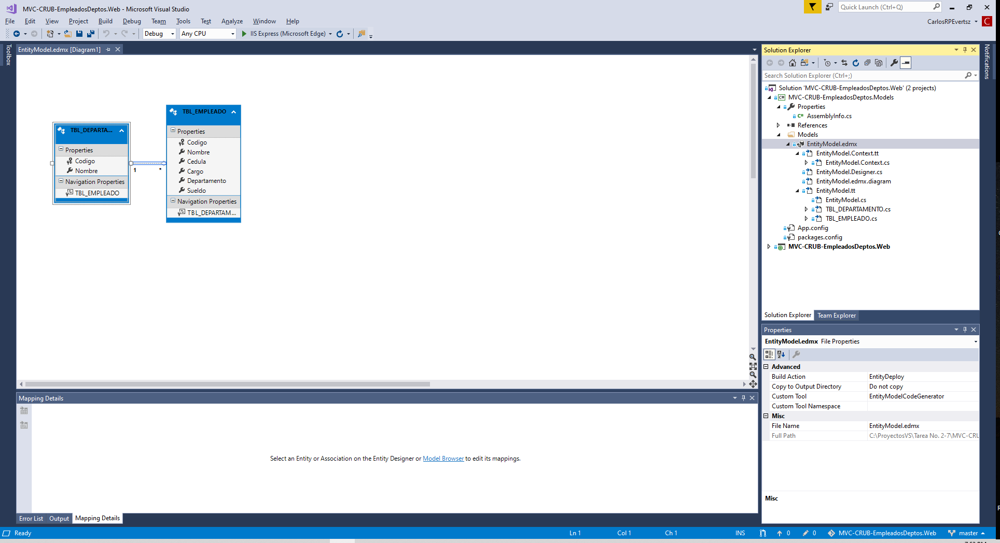 MVC-CRUB-EmpleadosDeptos.Web - Microsoft Visual Studio
Quick Launch (Ctrl+Q)
File Edit View Project Build Debug Team Tools Test Analyze Window Help
CarlosRPEvertsz C
Debug Any CPU IIS Express (Microsoft Edge)
Toolbox
EntityModel.edmx [Diagram1]
TBL_DEPARTA...
Properties
Codigo
Nombre
Navigation Properties
TBL_EMPLEADO
1 *
TBL_EMPLEADO
Properties
Codigo
Nombre
Cedula
Cargo
Departamento
Sueldo
Navigation Properties
TBL_DEPARTAM...
Mapping Details
Select an Entity or Association on the Entity Designer or Model Browser to edit its mappings.
Error List Output Mapping Details
Solution Explorer
Search Solution Explorer (Ctrl+;)
Solution 'MVC-CRUB-EmpleadosDeptos.Web' (2 projects)
C# MVC-CRUB-EmpleadosDeptos.Models
Properties
C# AssemblyInfo.cs
References
Models
EntityModel.edmx
EntityModel.Context.tt
EntityModel.Context.cs
EntityModel.Designer.cs
EntityModel.edmx.diagram
EntityModel.tt
EntityModel.cs
TBL_DEPARTAMENTO.cs
TBL_EMPLEADO.cs
App.config
packages.config
MVC-CRUB-EmpleadosDeptos.Web
Solution Explorer Team Explorer
Properties
EntityModel.edmx File Properties
Advanced
Build Action EntityDeploy
Copy to Output Directory Do not copy
Custom Tool EntityModelCodeGenerator
Custom Tool Namespace
Misc
File Name EntityModel.edmx
Full Path C:\ProyectosVS\Tarea No. 2-7\MVC-CRU
Misc
Notifications
Ready Ln 1 Col 1 Ch 1 INS 0 0 MVC-CRUB-EmpleadosDeptos.Web master